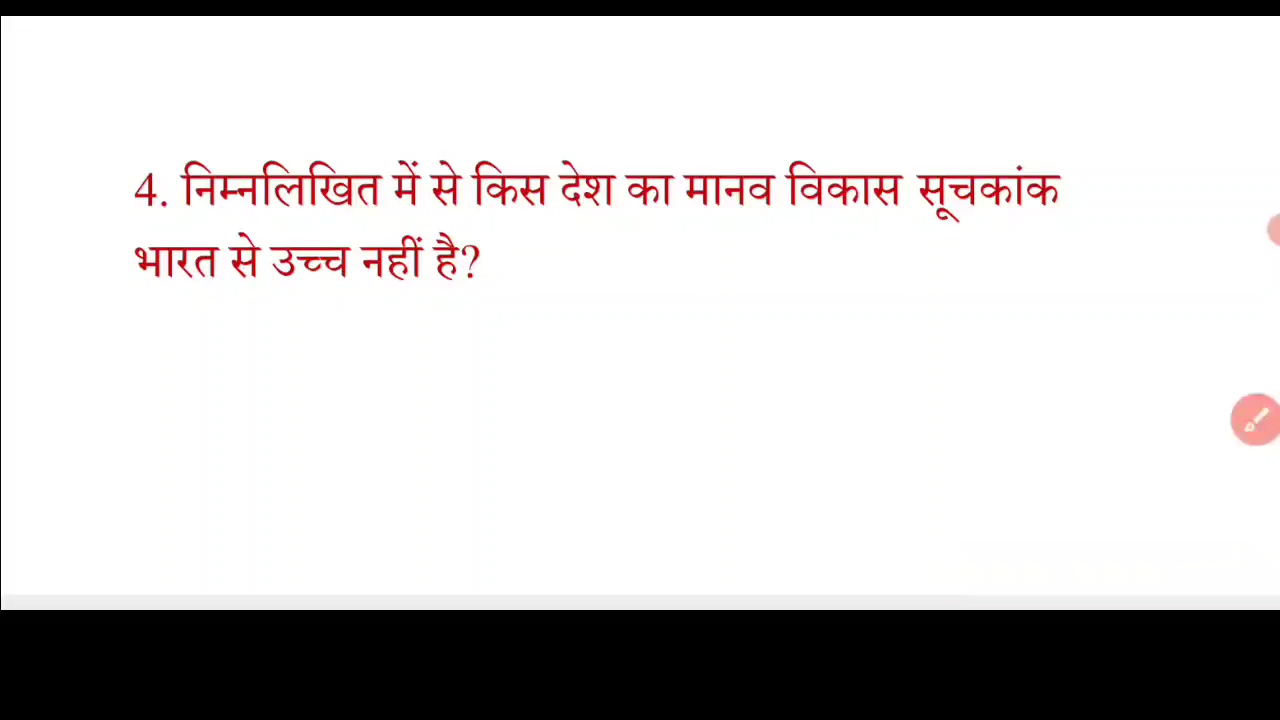 4. निम्नलिखित में से किस देश का मानव विकास सूचकांक
भारत से उच्च नहीं है?